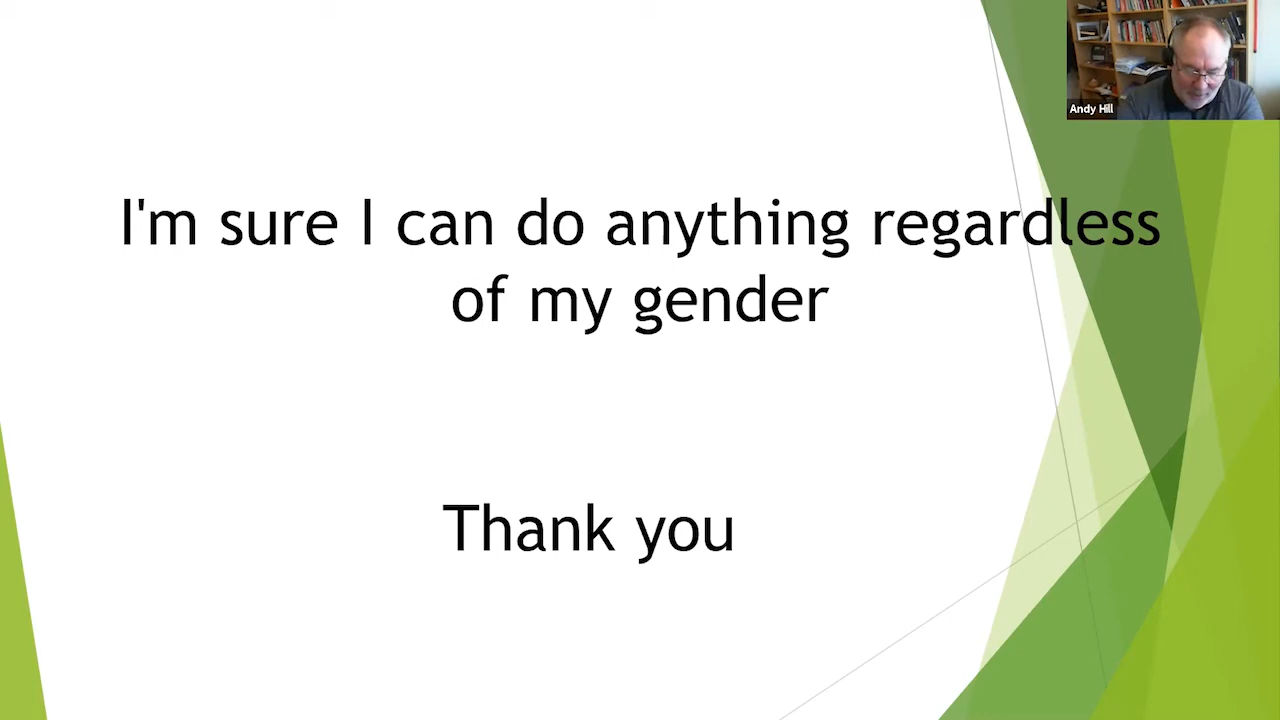 Andy Hill
I'm sure I can do anything regardless
of my gender
Thank you